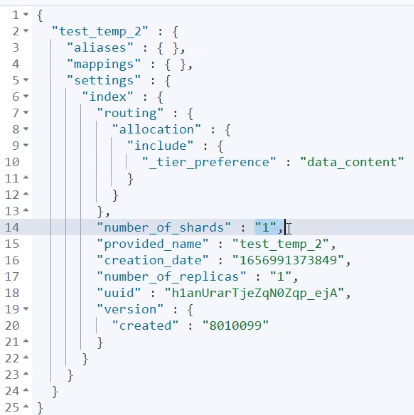 1 {
2 "test_temp_2" : {
3 "aliases" : { },
4 "mappings" : { },
5 "settings" : {
6 "index" : {
7 "routing" : {
8 "allocation" : {
9 "include" : {
10 "_tier_preference" : "data_content"
11 }
12 }
13 },
14 "number_of_shards" : "1",
15 "provided_name" : "test_temp_2",
16 "creation_date" : "1656991373849",
17 "number_of_replicas" : "1",
18 "uuid" : "h1anUrarTjeZqN0Zqp_ejA",
19 "version" : {
20 "created" : "8010099"
21 }
22 }
23 }
24 }
25 }